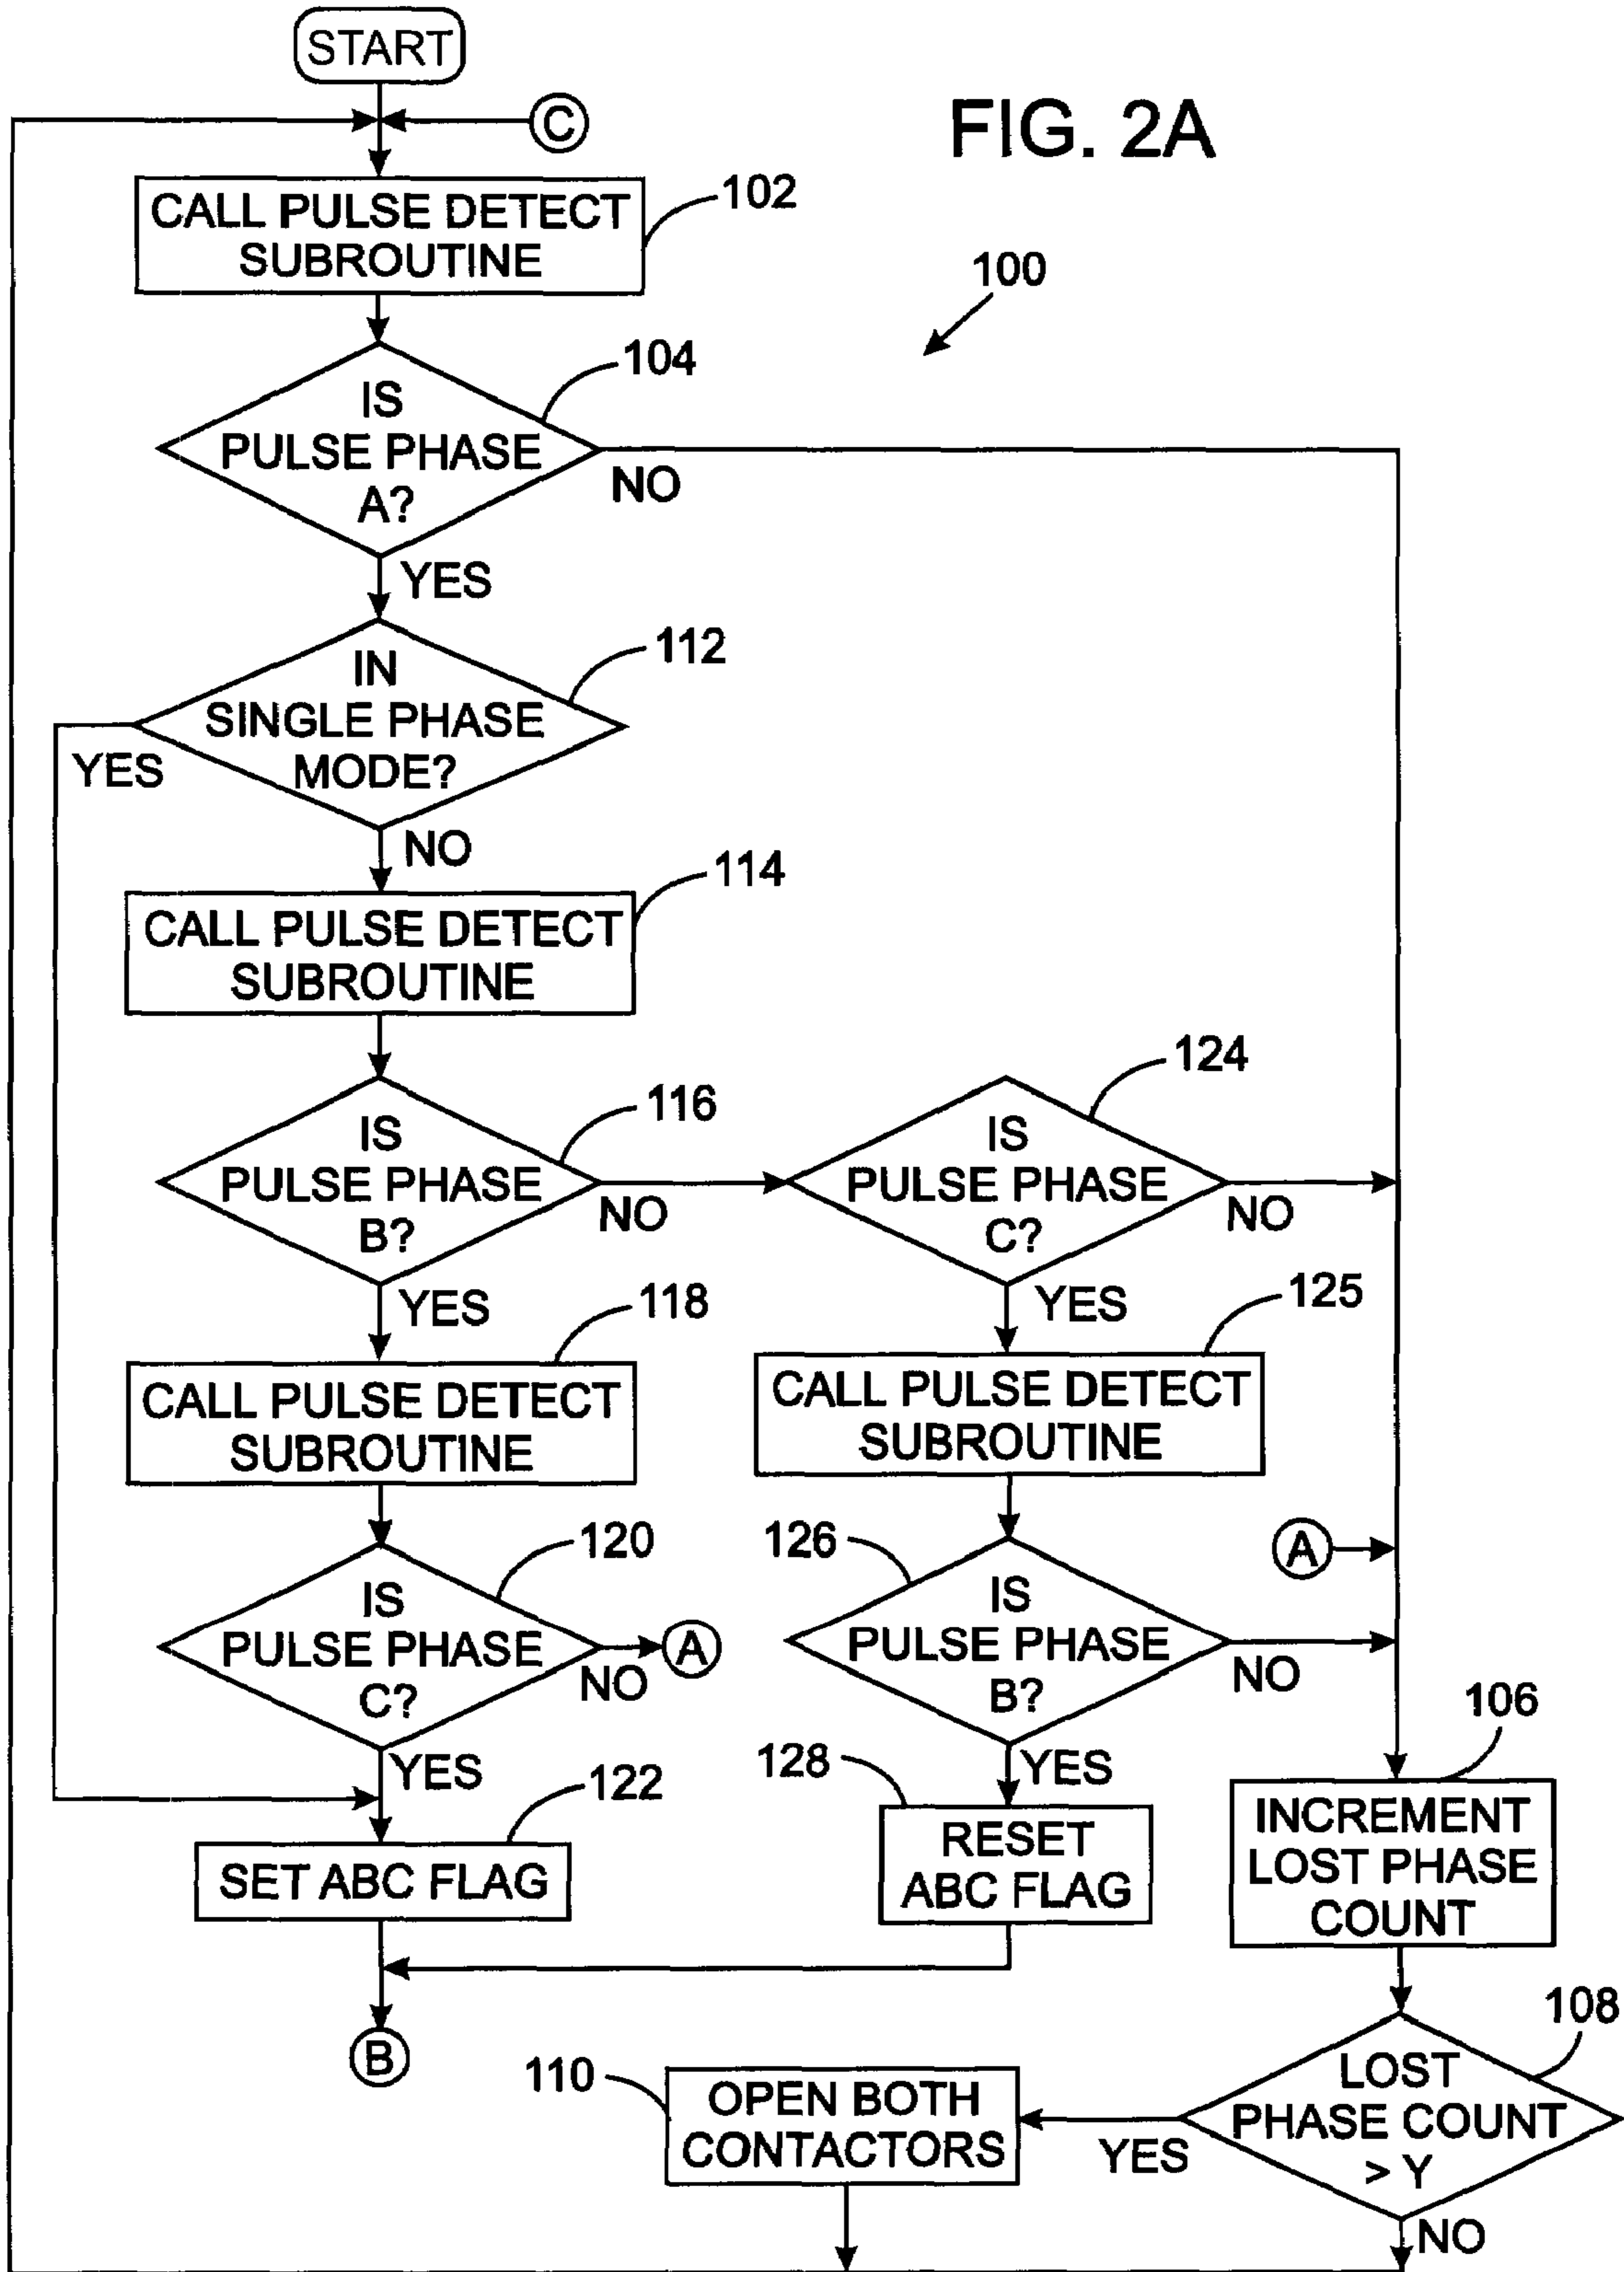 START
C
FIG. 2A
CALL PULSE DETECT
SUBROUTINE
102
100
IS
PULSE PHASE
A?
104
NO
YES
IN
SINGLE PHASE
MODE?
112
YES
NO
CALL PULSE DETECT
SUBROUTINE
114
IS
PULSE PHASE
B?
116
NO
YES
IS
PULSE PHASE
C?
124
NO
YES
CALL PULSE DETECT
SUBROUTINE
118
CALL PULSE DETECT
SUBROUTINE
125
IS
PULSE PHASE
C?
120
NO
A
YES
IS
PULSE PHASE
B?
126
NO
YES
A
SET ABC FLAG
122
RESET
ABC FLAG
128
INCREMENT
LOST PHASE
COUNT
106
B
OPEN BOTH
CONTACTORS
110
LOST
PHASE COUNT
> Y
108
YES
NO